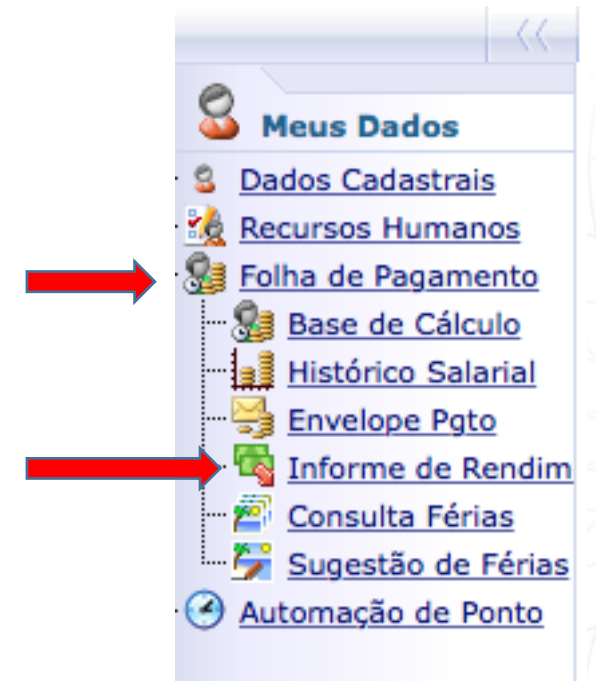 Meus Dados
Dados Cadastrais
Recursos Humanos
Folha de Pagamento
Base de Cálculo
Histórico Salarial
Envelope Pgto
Informe de Rendim
Consulta Férias
Sugestão de Férias
Automação de Ponto